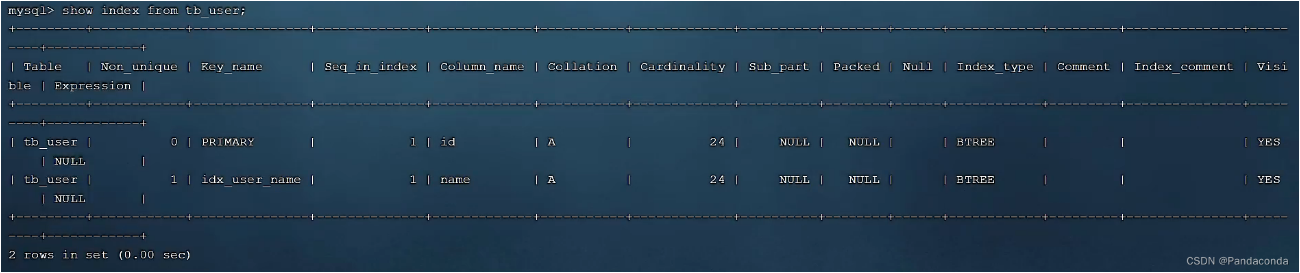 mysql> show index from tb_user;
+---------+------------+---------------+--------------+-------------+-----------+-------------+----------+--------+------+------------+---------+---------------+-----
----+------------+
| Table   | Non_unique | Key_name      | Seq_in_index | Column_name | Collation | Cardinality | Sub_part | Packed | Null | Index_type | Comment | Index_comment | Visi
ble | Expression |
+---------+------------+---------------+--------------+-------------+-----------+-------------+----------+--------+------+------------+---------+---------------+-----
----+------------+
| tb_user |          0 | PRIMARY       |            1 | id          | A         |          24 |     NULL |   NULL |      | BTREE      |         |               | YES
    | NULL       |
| tb_user |          1 | idx_user_name |            1 | name        | A         |          24 |     NULL |   NULL |      | BTREE      |         |               | YES
    | NULL       |
+---------+------------+---------------+--------------+-------------+-----------+-------------+----------+--------+------+------------+---------+---------------+-----
----+------------+
2 rows in set (0.00 sec)
CSDN @Pandaconda